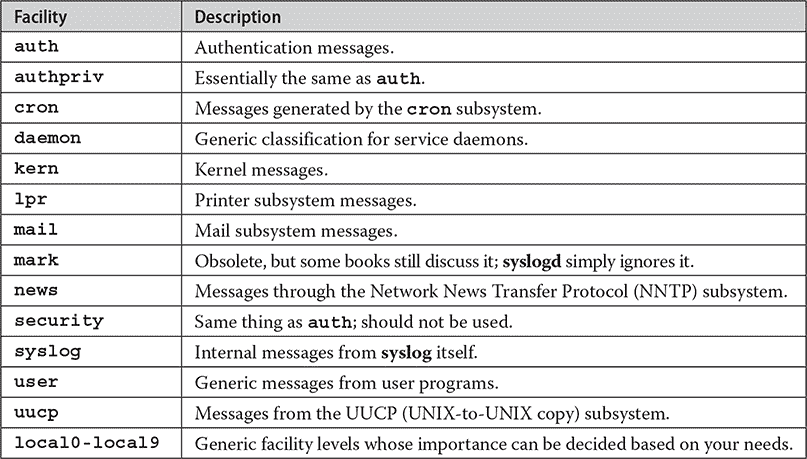 Facility Description
auth Authentication messages.
authpriv Essentially the same as auth.
cron Messages generated by the cron subsystem.
daemon Generic classification for service daemons.
kern Kernel messages.
lpr Printer subsystem messages.
mail Mail subsystem messages.
mark Obsolete, but some books still discuss it; syslogd simply ignores it.
news Messages through the Network News Transfer Protocol (NNTP) subsystem.
security Same thing as auth; should not be used.
syslog Internal messages from syslog itself.
user Generic messages from user programs.
uucp Messages from the UUCP (UNIX-to-UNIX copy) subsystem.
local0-local9 Generic facility levels whose importance can be decided based on your needs.